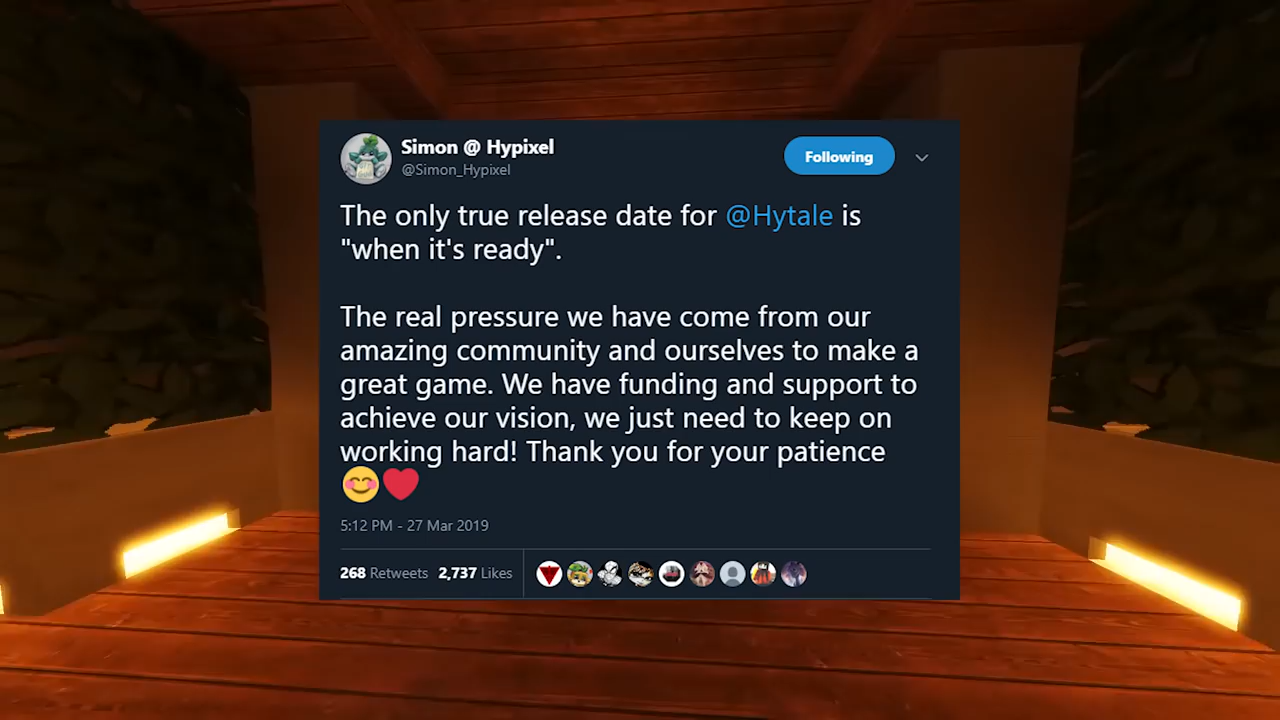 Simon @ Hypixel
@Simon_Hypixel
Following
The only true release date for @Hytale is
"when it's ready".
The real pressure we have come from our
amazing community and ourselves to make a
great game. We have funding and support to
achieve our vision, we just need to keep on
working hard! Thank you for your patience
😊❤️
5:12 PM - 27 Mar 2019
268 Retweets 2,737 Likes